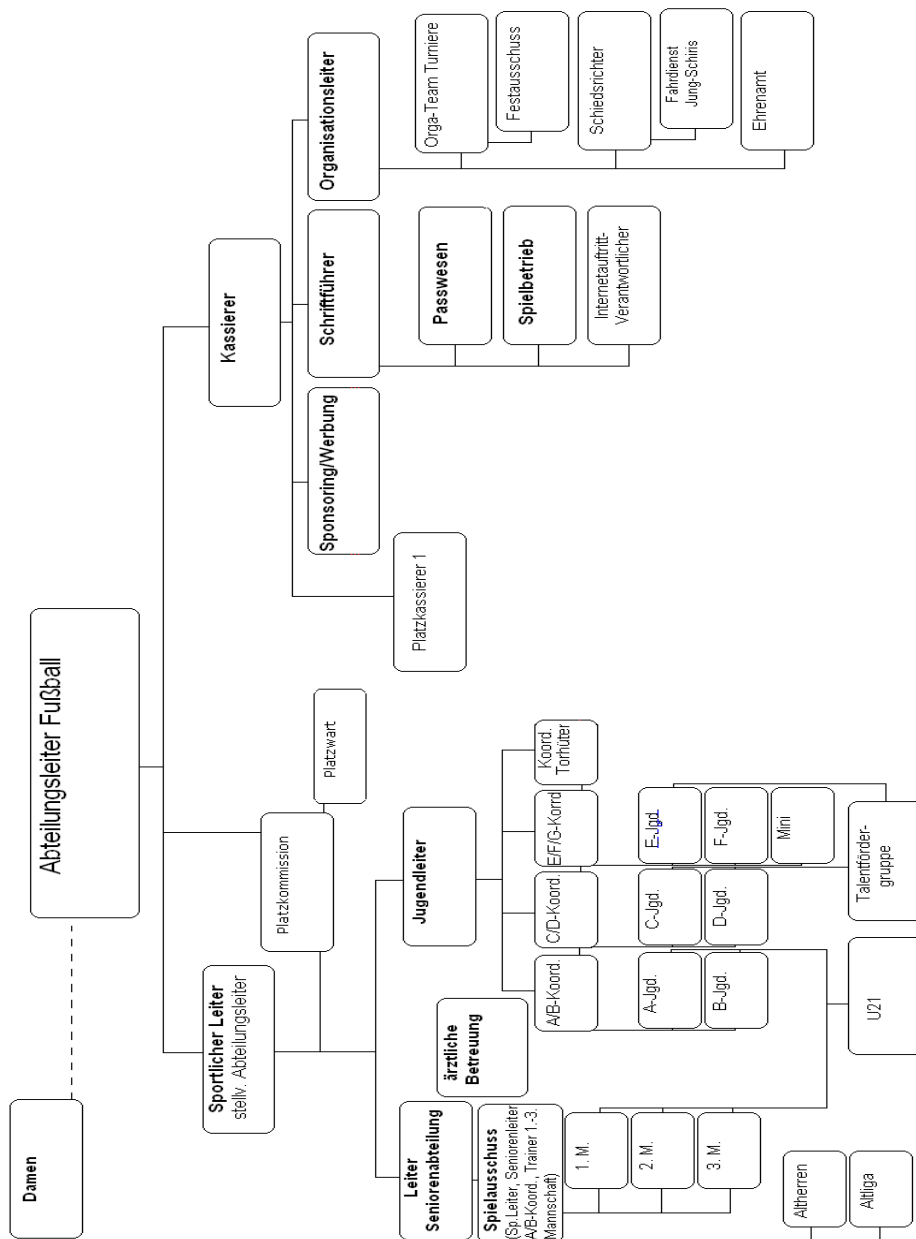 Abteilungsleiter Fußball
Damen
Sportlicher Leiter
stellv. Abteilungsleiter
Platzkommission
Platzwart
Kassierer
Leiter
Seniorenabteilung
Spielausschuss
(Sp.Leiter, Seniorenleiter
A/B-Koord., Trainer 1.-3.
Mannschaft)
1. M.
2. M.
3. M.
Altherren
Altliga
ärztliche
Betreuung
Jugendleiter
A/B-Koord.
C/D-Koord.
E/F/G-Korrd
Koord.
Torhüter
A-Jgd.
B-Jgd.
C-Jgd.
D-Jgd.
E-Jgd.
F-Jgd.
Mini
U21
Talentförder-
gruppe
Platzkassierer 1
Sponsoring/Werbung
Schriftführer
Passwesen
Spielbetrieb
Internetauftritt-
Verantwortlicher
Organisationsleiter
Orga-Team Turniere
Festausschuss
Schiedsrichter
Fahrdienst
Jung-Schiris
Ehrenamt